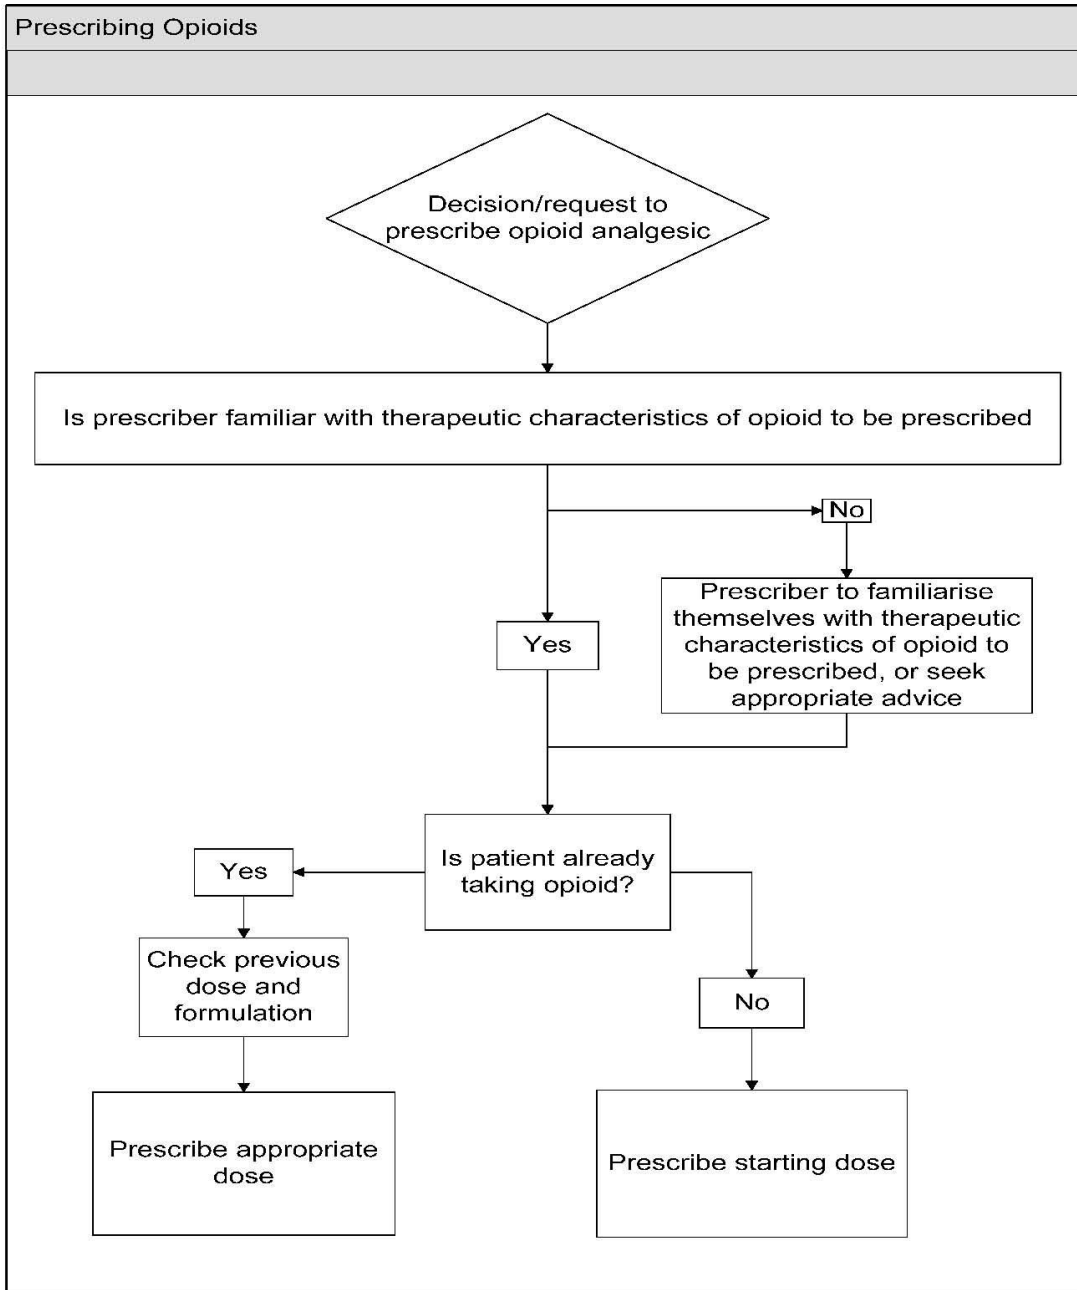 Prescribing Opioids
Decision/request to
prescribe opioid analgesic
Is prescriber familiar with therapeutic characteristics of opioid to be prescribed
No
Prescriber to familiarise
themselves with therapeutic
characteristics of opioid to
be prescribed, or seek
appropriate advice
Yes
Is patient already
taking opioid?
Yes
Check previous
dose and
formulation
Prescribe appropriate
dose
No
Prescribe starting dose